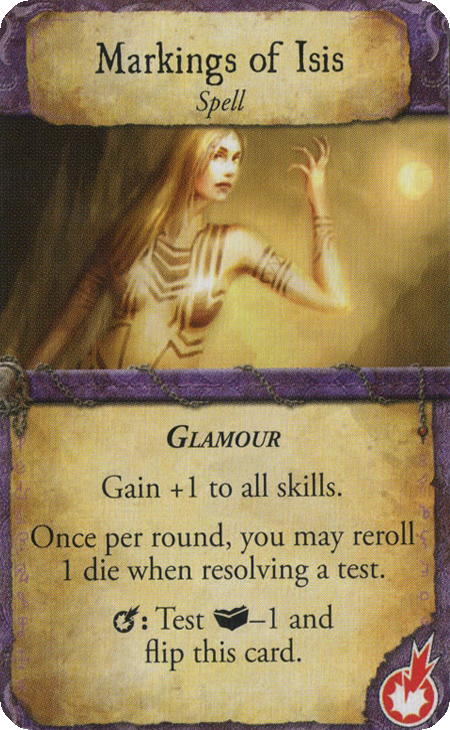 Markings of Isis
Spell
GLAMOUR
Gain +1 to all skills.
Once per round, you may reroll
1 die when resolving a test.
: Test –1 and
flip this card.